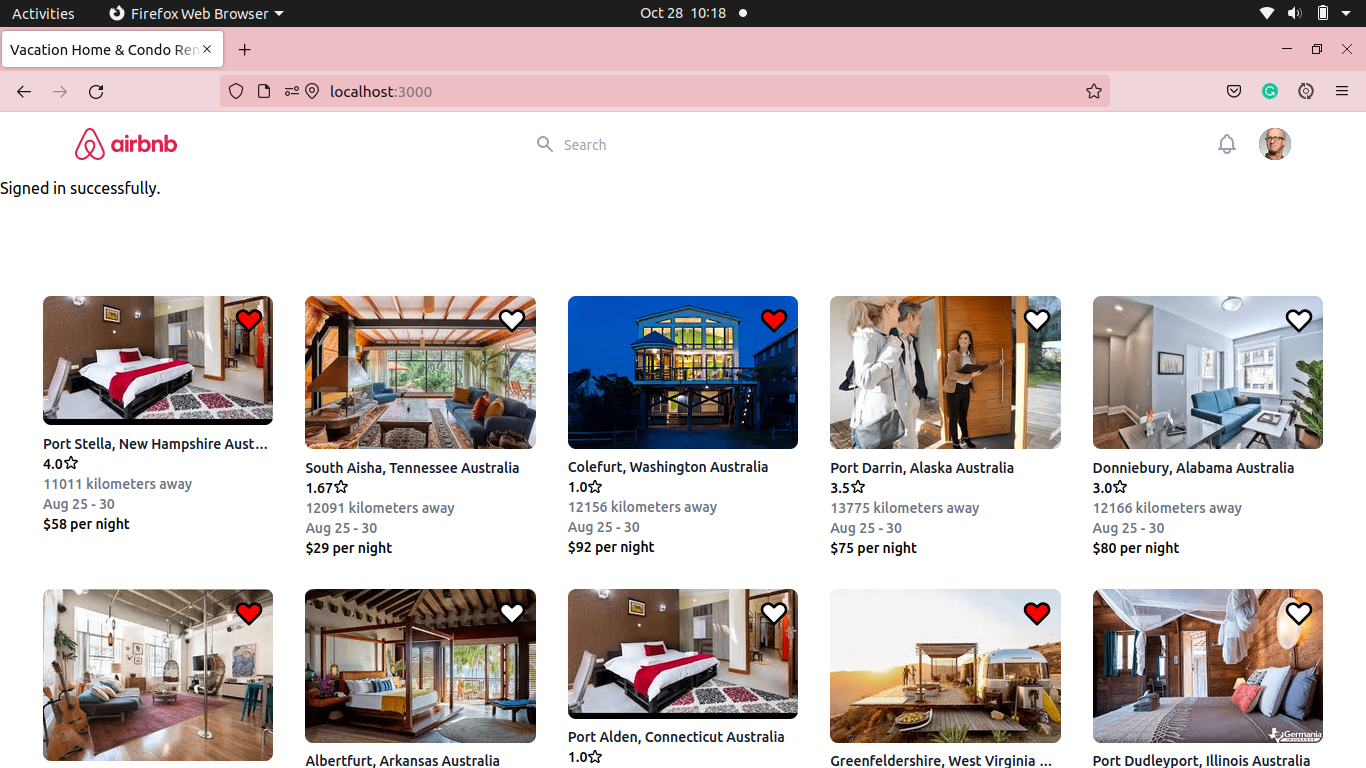 Activities Firefox Web Browser Oct 28 10:18
Vacation Home & Condo Ren
localhost:3000
airbnb Search
Signed in successfully.
Port Stella, New Hampshire Aust...
4.0
11011 kilometers away
Aug 25 - 30
$58 per night
South Aisha, Tennessee Australia
1.67
12091 kilometers away
Aug 25 - 30
$29 per night
Colefurt, Washington Australia
1.0
12156 kilometers away
Aug 25 - 30
$92 per night
Port Darrin, Alaska Australia
3.5
13775 kilometers away
Aug 25 - 30
$75 per night
Donniebury, Alabama Australia
3.0
12166 kilometers away
Aug 25 - 30
$80 per night
Albertfurt, Arkansas Australia
Port Alden, Connecticut Australia
1.0
Greenfeldershire, West Virginia ...
Germania
INSURANCE
Port Dudleyport, Illinois Australia